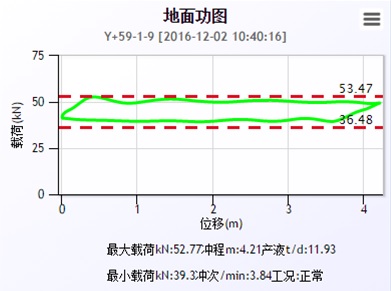 地面功图
Y+59-1-9 [2016-12-02 10:40:16]
75
53.47
50
36.48
25
0
载荷(kN)
0 1 2 3 4
位移(m)
最大载荷kN:52.77冲程m:4.21产液t/d:11.93
最小载荷kN:39.3冲次/min:3.84工况:正常